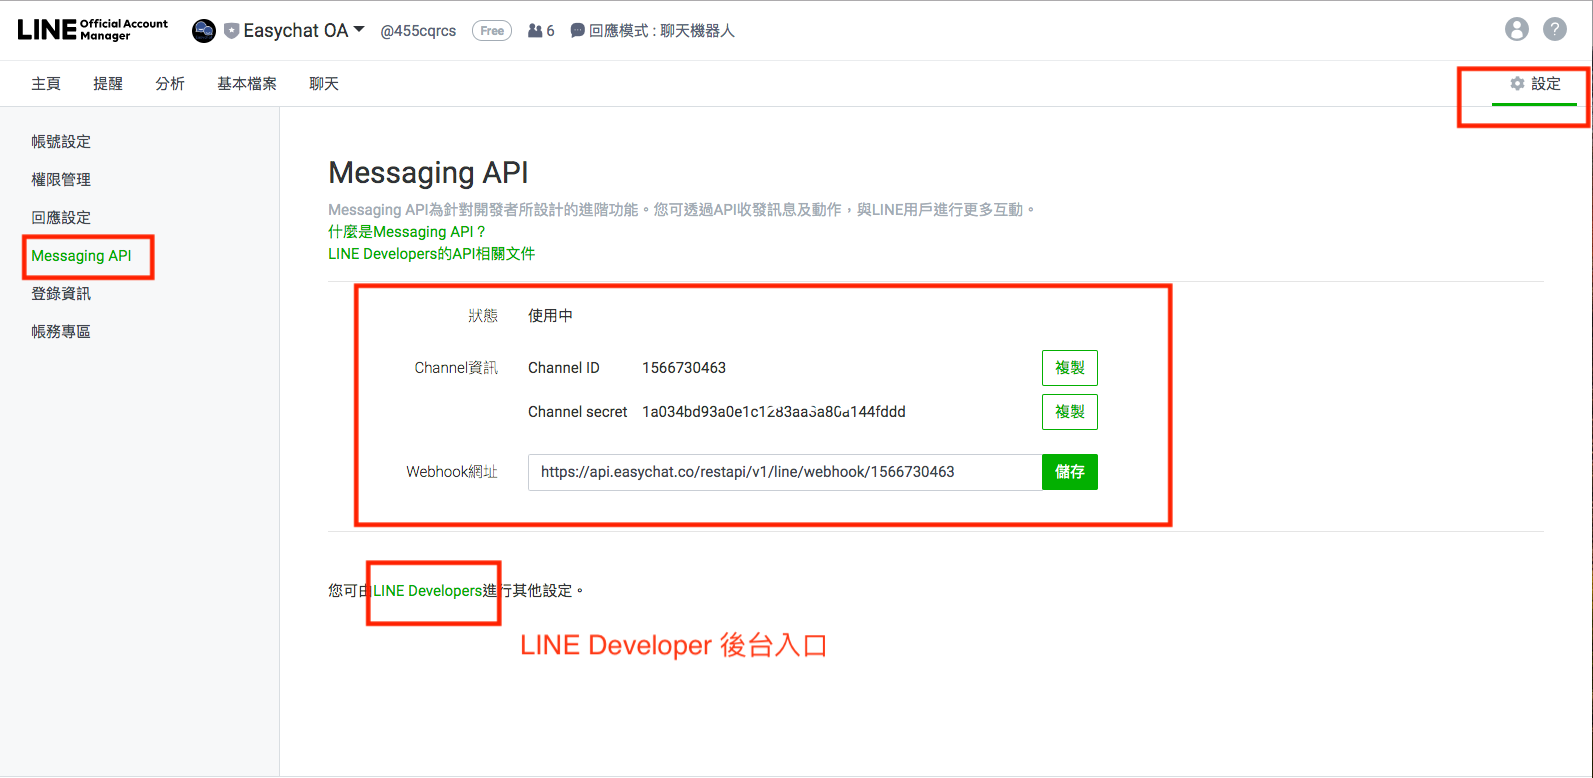 LINE Official Account Manager
Easychat OA @455cqrcs Free 6 回應模式 : 聊天機器人
?
主頁 提醒 分析 基本檔案 聊天 設定
帳號設定
權限管理
回應設定
Messaging API
登錄資訊
帳務專區
Messaging API
Messaging API為針對開發者所設計的進階功能。您可透過API收發訊息及動作，與LINE用戶進行更多互動。
什麼是Messaging API？
LINE Developers的API相關文件
狀態 使用中
Channel資訊 Channel ID 1566730463 複製
Channel secret 複製
Webhook網址 https://api.easychat.co/restapi/v1/line/webhook/1566730463 儲存
您可由LINE Developers進行其他設定。
LINE Developer 後台入口